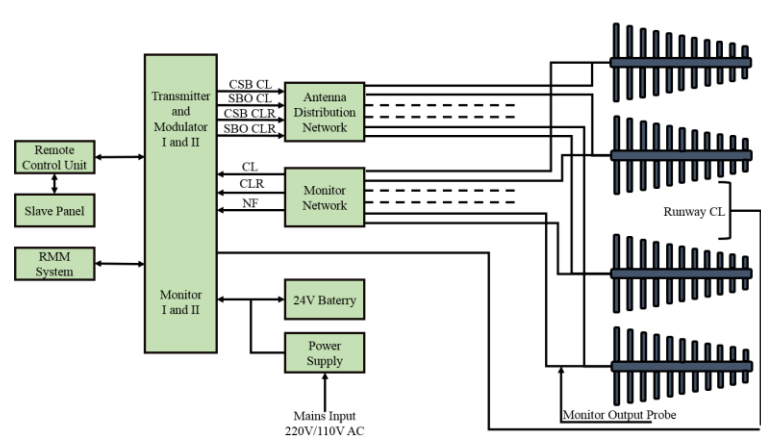 CSB CL
SBO CL
CSB CLR
SBO CLR
Transmitter
and
Modulator
I and II
Antenna
Distribution
Network
Remote
Control Unit
Slave Panel
CL
CLR
NF
Monitor
Network
Runway CL
RMM
System
Monitor
I and II
24V Baterry
Power
Supply
Mains Input
220V/110V AC
Monitor Output Probe